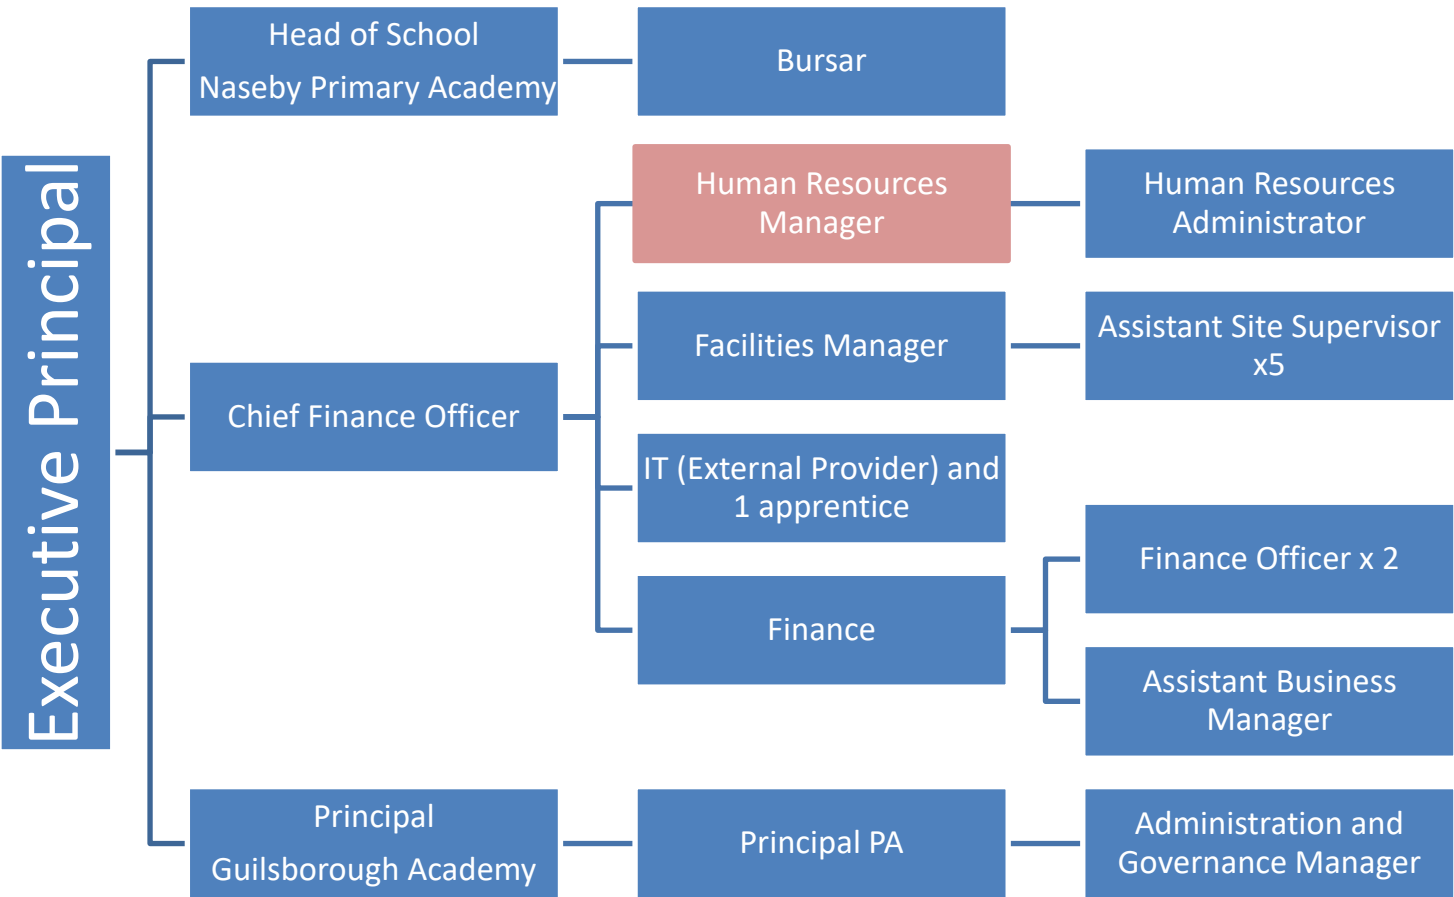 Executive Principal
Head of School
Naseby Primary Academy
Bursar
Chief Finance Officer
Human Resources
Manager
Human Resources
Administrator
Facilities Manager
Assistant Site Supervisor
x5
IT (External Provider) and
1 apprentice
Finance
Finance Officer x 2
Assistant Business
Manager
Principal
Guilsborough Academy
Principal PA
Administration and
Governance Manager